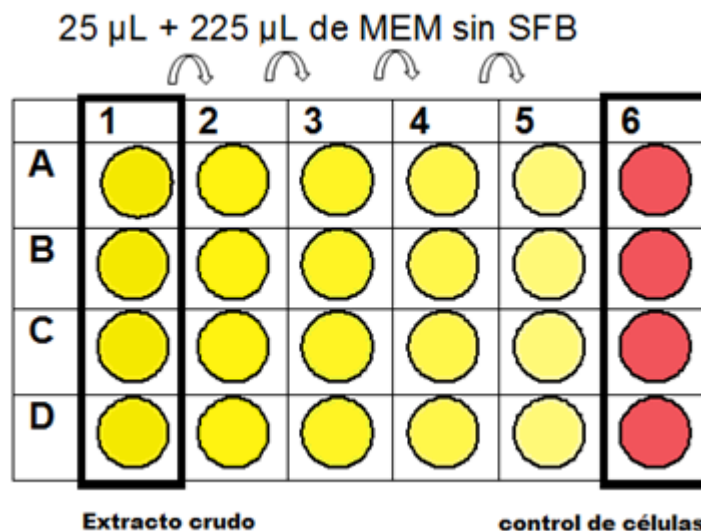 25 µL + 225 µL de MEM sin SFB
1 2 3 4 5 6
A
B
C
D
Extracto crudo control de células